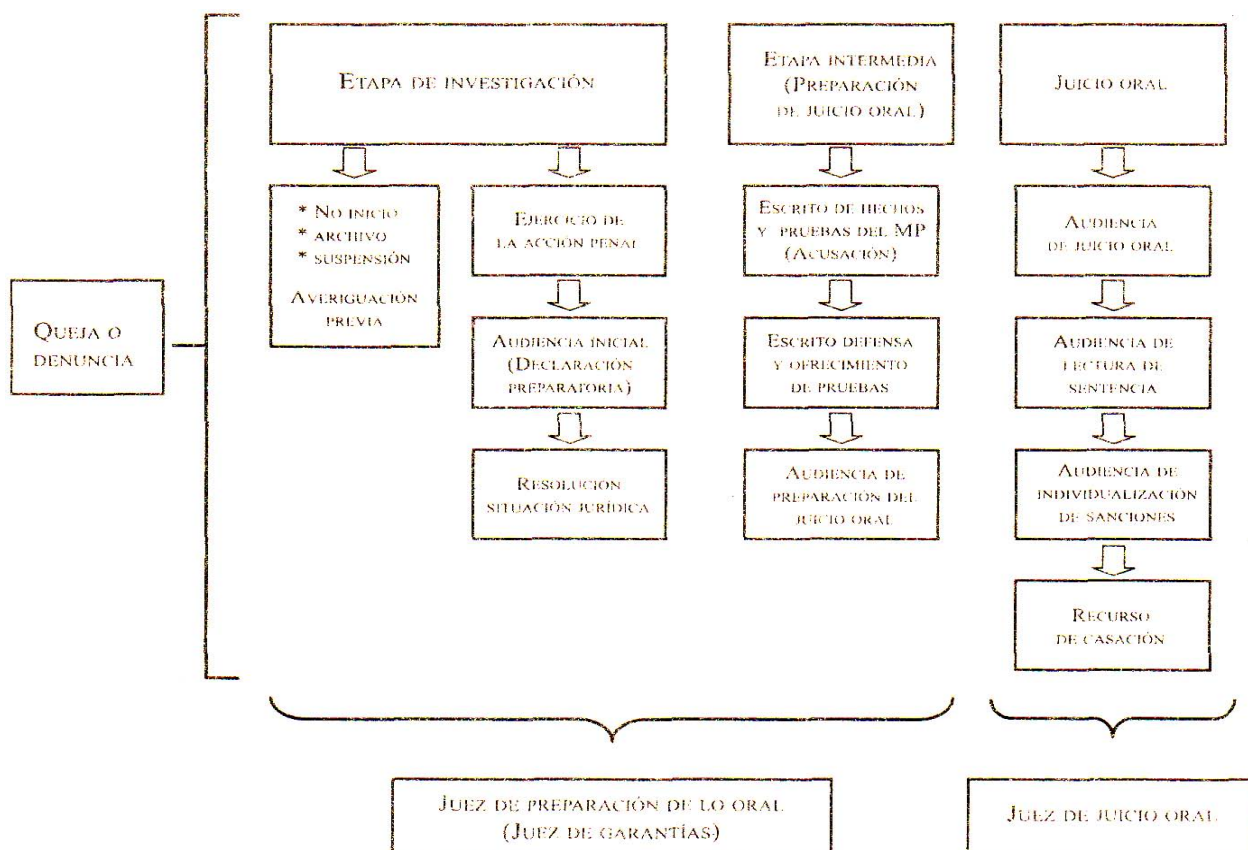 Queja o
denuncia
Etapa de investigación
* No inicio
* archivo
* suspensión
Averiguación
previa
Ejercicio de
la acción penal
Audiencia inicial
(Declaración
preparatoria)
Resolución
situación jurídica
Etapa intermedia
(Preparación
de juicio oral)
Escrito de hechos
y pruebas del MP
(Acusación)
Escrito defensa
y ofrecimiento
de pruebas
Audiencia de
preparación del
juicio oral
Juicio oral
Audiencia
de juicio oral
Audiencia de
lectura de
sentencia
Audiencia de
individualización
de sanciones
Recurso
de casación
Juez de preparación de lo oral
(Juez de garantías)
Juez de juicio oral